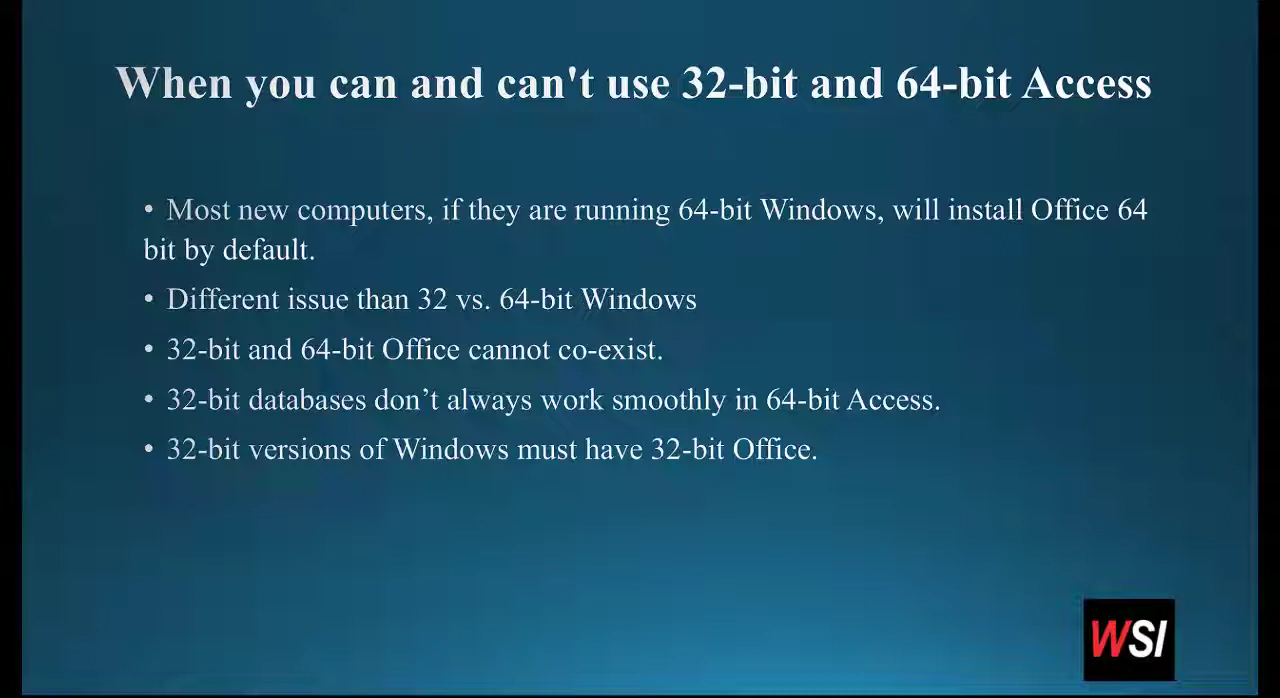 When you can and can't use 32-bit and 64-bit Access
• Most new computers, if they are running 64-bit Windows, will install Office 64
bit by default.
• Different issue than 32 vs. 64-bit Windows
• 32-bit and 64-bit Office cannot co-exist.
• 32-bit databases don’t always work smoothly in 64-bit Access.
• 32-bit versions of Windows must have 32-bit Office.
WSI